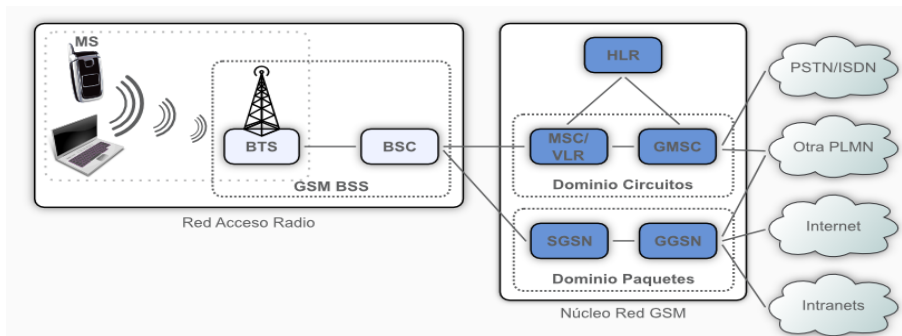 MS
BTS
BSC
GSM BSS
Red Acceso Radio
HLR
MSC/
VLR
GMSC
Dominio Circuitos
SGSN
GGSN
Dominio Paquetes
Núcleo Red GSM
PSTN/ISDN
Otra PLMN
Internet
Intranets